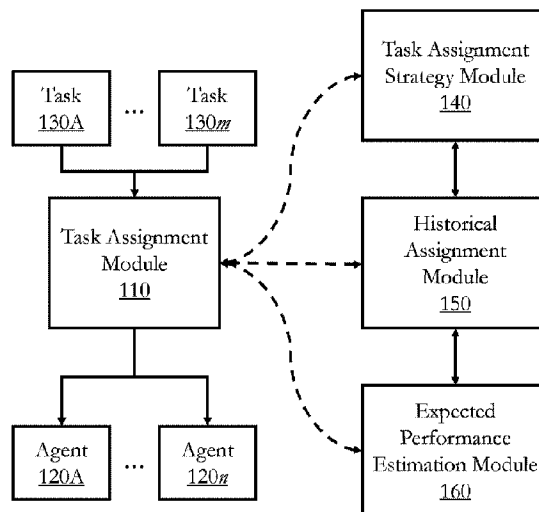 Task
130A
...
Task
130m
Task Assignment
Module
110
Agent
120A
...
Agent
120n
Task Assignment
Strategy Module
140
Historical
Assignment
Module
150
Expected
Performance
Estimation Module
160